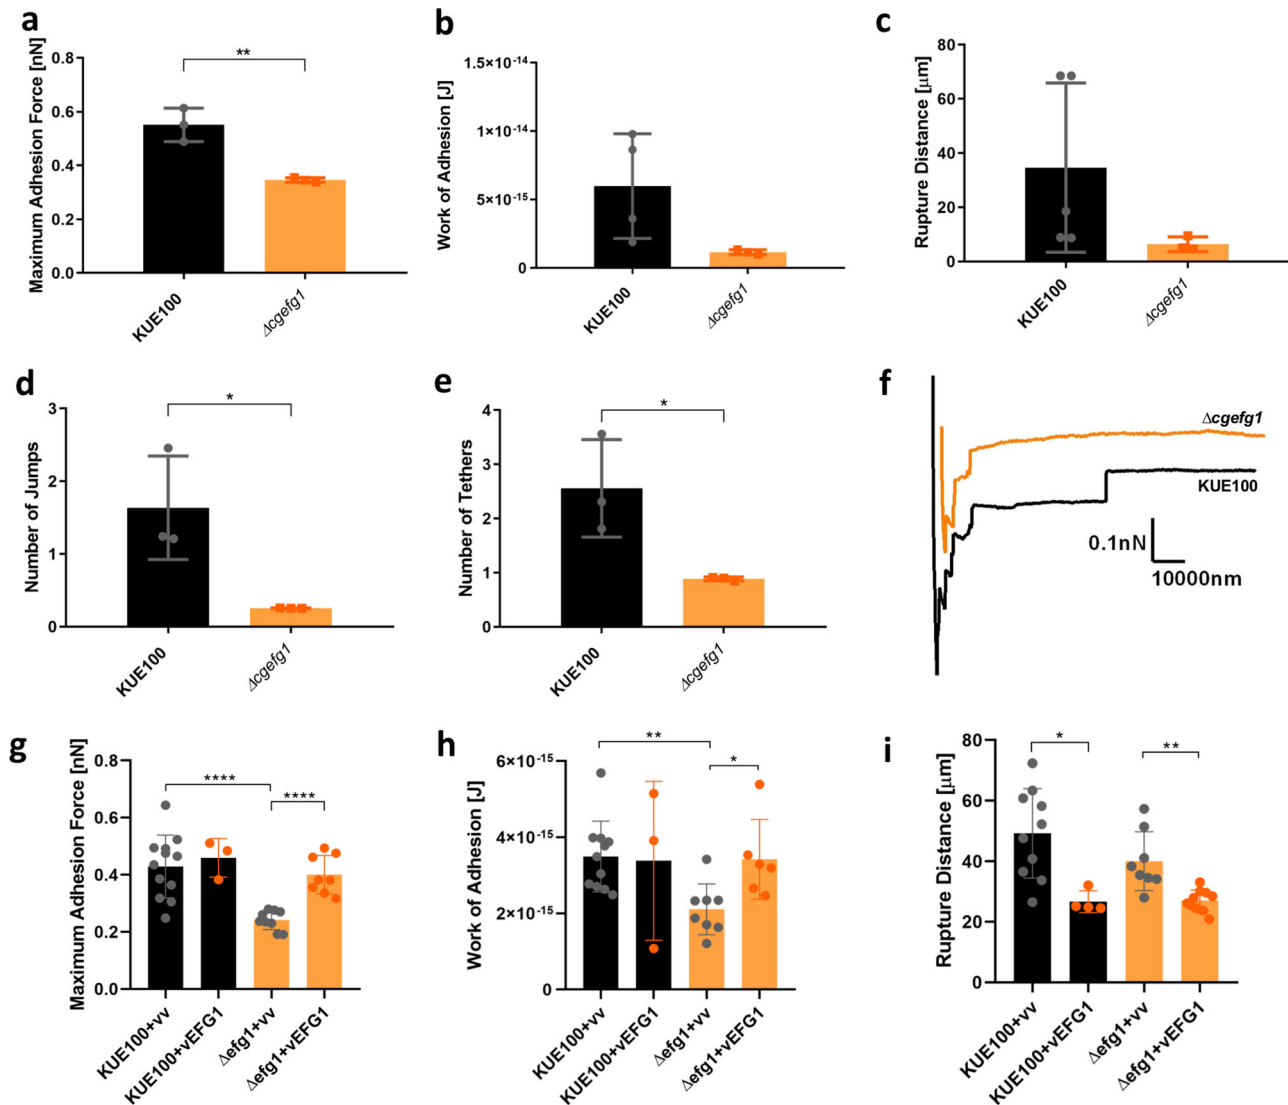 a
Maximum Adhesion Force [nN]
0.8
0.6
0.4
0.2
0.0
**
KUE100
Δcgefg1
b
Work of Adhesion [J]
1.5×10⁻¹⁴
1×10⁻¹⁴
5×10⁻¹⁵
0
KUE100
Δcgefg1
c
Rupture Distance [μm]
80
60
40
20
0
KUE100
Δcgefg1
d
Number of Jumps
3
2
1
0
*
KUE100
Δcgefg1
e
Number of Tethers
4
3
2
1
0
*
KUE100
Δcgefg1
f
Δcgefg1
KUE100
0.1nN
10000nm
g
Maximum Adhesion Force [nN]
0.8
0.6
0.4
0.2
0.0
****
****
KUE100+vv
KUE100+vEFG1
Δefg1+vv
Δefg1+vEFG1
h
Work of Adhesion [J]
6×10⁻¹⁵
4×10⁻¹⁵
2×10⁻¹⁵
0
**
*
KUE100+vv
KUE100+vEFG1
Δefg1+vv
Δefg1+vEFG1
i
Rupture Distance [μm]
80
60
40
20
0
*
**
KUE100+vv
KUE100+vEFG1
Δefg1+vv
Δefg1+vEFG1